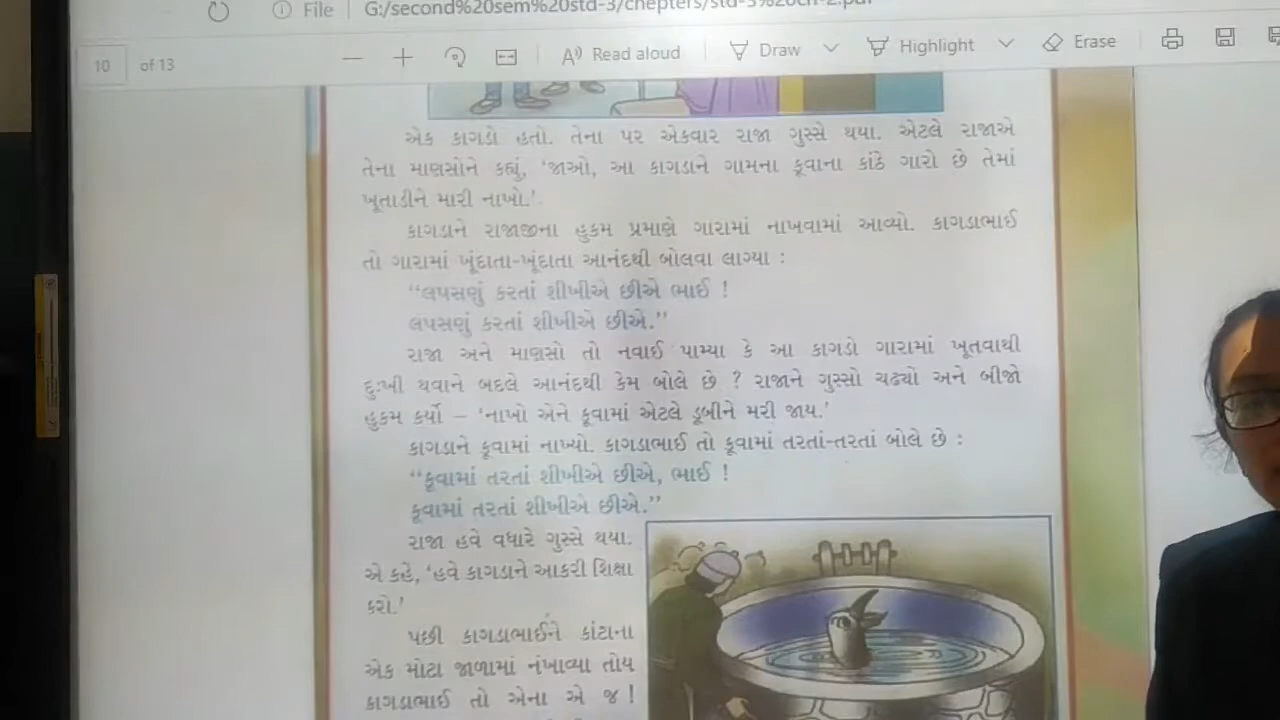 File G:/second%20sem%20std-3/chepters/std-3%20ch-2.pdf
10 of 13 Read aloud Draw Highlight Erase
એક કાગડો હતો. તેના પર એકવાર રાજા ગુસ્સે થયા. એટલે રાજાએ
તેના માણસોને કહ્યું, ‘જાઓ, આ કાગડાને ગામના કૂવાના કાંઠે ગારો છે તેમાં
ખૂતાડીને મારી નાખો.’
કાગડાને રાજાજીના હુકમ પ્રમાણે ગારામાં નાખવામાં આવ્યો. કાગડાભાઈ
તો ગારામાં ખૂંદાતા-ખૂંદાતા આનંદથી બોલવા લાગ્યા :
“લપસણું કરતાં શીખીએ છીએ ભાઈ !
લપસણું કરતાં શીખીએ છીએ.”
રાજા અને માણસો તો નવાઈ પામ્યા કે આ કાગડો ગારામાં ખૂતવાથી
દુઃખી થવાને બદલે આનંદથી કેમ બોલે છે ? રાજાને ગુસ્સો ચઢ્યો અને બીજો
હુકમ કર્યો – ‘નાખો એને કૂવામાં એટલે ડૂબીને મરી જાય.’
કાગડાને કૂવામાં નાખ્યો. કાગડાભાઈ તો કૂવામાં તરતાં-તરતાં બોલે છે :
“કૂવામાં તરતાં શીખીએ છીએ, ભાઈ !
કૂવામાં તરતાં શીખીએ છીએ.”
રાજા હવે વધારે ગુસ્સે થયા.
એ કહે, ‘હવે કાગડાને આકરી શિક્ષા
કરો.’
પછી કાગડાભાઈને કાંટાના
એક મોટા જાળામાં નંખાવ્યા તોય
કાગડાભાઈ તો એના એ જ !